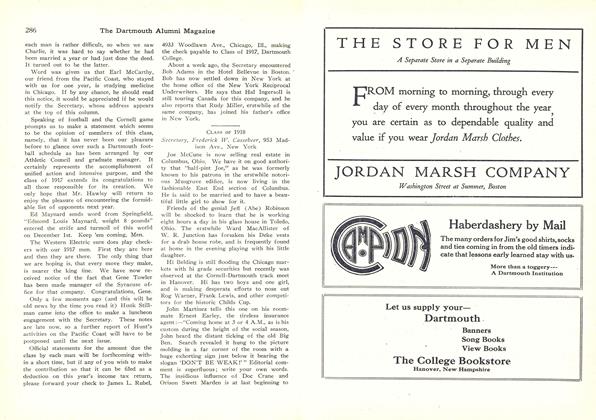 286 The Dartmouth Alumni Magazine
each man is rather difficult, so when we saw
Charlie, it was hard to say whether he had
been married a year or had just done the deed.
It turned out to be the latter.
Word was given us that Earl McCarthy,
our friend from the Pacific Coast, who stayed
with us for one year, is studying medicine
in Chicago. If by any chance, he should read
this notice, it would be appreciated if he would
notify the Secretary, whose address appears
at the top of this column.
Speaking of football and the Cornell game
prompts us to make a statement which seems
to be the opinion of members of this class,
namely, that it has never been our pleasure
before to glance over such a Dartmouth foot-
ball schedule as has been arranged by our
Athletic Council and graduate manager. It
certainly represents the accomplishment of
unified action and intensive purpose, and the
class of 1917 extends its congratulations to
all those responsible for its creation. We
only hope that Mr. Hawley will return to
enjoy the pleasure of encountering the formid-
able list of opponents next year.
Ed Maynard sends word from Springfield,
"Edmond Louis Maynard, weight 8 pounds"
entered the strife and turmoil of this world
on December 1st. Keep 'em coming, Mrs.
The Western Electric sure does play check-
ers with our 1917 men. First they are here
and then they are there. The only thing that
we are hoping is, that every move they make,
is nearer the king line. We have now re-
ceived notice of the fact that Gene Towler
has been made manager of the Syracuse of-
fice for that company. Congratulations, Gene.
Only a few moments ago (and this will be
old news by the time you read it) Hunk Still-
man came into the office to make a luncheon
engagement with the Secretary. These notes
are late now, so a further report of Hunt's
activities on the Pacific Coast will have to be
postponed until the next issue.
Official statements for the amount due the
class by each man will be forthcoming with-
in a short time, but if any of you wish to make
the contribution so that it can be filed as a
deduction on this year's income tax return,
please forward your check to James L. Rubel,
4933 Woodlawn Ave., Chicago, Ill., making
the check payable to Class of 1917, Dartmouth
College.
About a week ago, the Secretary encountered
Bob Adams in the Hotel Bellevue in Boston.
Bob has now settled down in New York at
the home office of the New York Reciprocal
Underwriters. He says that Hid Ingersoll is
still touring Canada for this company, and he
also reports that Rudy Miller, erstwhile of the
same company, has joined his father's office
in New York.
CLASS OF 1918
Secretary, Frederick W. Cassebeer, 953 Mad-
ison Ave., New York
Joe McCune is now selling real estate in
Columbus, Ohio. We have it on good authori-
ty that "half-pint Joe," as he was formerly
known to his patrons in the erstwhile notori-
ous Musgrove edifice, is now living in the
fashionable East End section of Columbus.
He is said to be married and to have a beau-
tiful little girl to show for it.
Friends of the genial Jeff (Abe) Robinson
will be shocked to learn that he is working
eight hours a day in his glass house in Toledo,
Ohio. The erstwhile Ward MacAllister of
W. R. Juncheon has forsaken his Deke vests
for a drab house robe, and is frequently found
at home in the evening playing with his little
daughter.
Hi Belding is still flooding the Chicago mar-
kets with hi grade securities but recently was
observed at the Cornell-Dartmouth track meet
in Hanover. Hi has two boys and one girl,
and is making desperate efforts to nose out
Rog Warner, Frank Lewis, and other competi-
tors for the historic Childs Cup.
John Martinez tells this one on his room-
mate Ernest Earley, the tireless insurance
agent:—"Coming home at 3 or 4 A.M., as is his
custom during the height of the social season,
John heard the distant ticking of the old Big
Ben. Search revealed it hung to the picture
molding in a far corner of the room with a
huge exhorting sign just below it bearing the
slogan 'DON'T BE WEAK!'" Editorial com-
ment is superfluous; write your own words.
The insidious influence of Doc Crane and
Orison Swett Marden is at last beginning to
THE STORE FOR MEN
A Separate Store in a Separate Building
FROM morning to morning, through every
day of every month throughout the year,
you are certain as to dependable quality and
value if you wear Jordan Marsh Clothes.
JORDAN MARSH COMPANY
Washington Street at Summer, Boston
CAMPION
Haberdashery by Mail
The many orders for Jim's good shirts, socks
and ties coming in from the old timers indi-
cate that lessons early learned stay with us.
More than a toggery—
A Dartmouth Institution
Let us supply your—
Dartmouth
Banners
Song Books
View Books
The College Bookstore
Hanover, New Hampshire